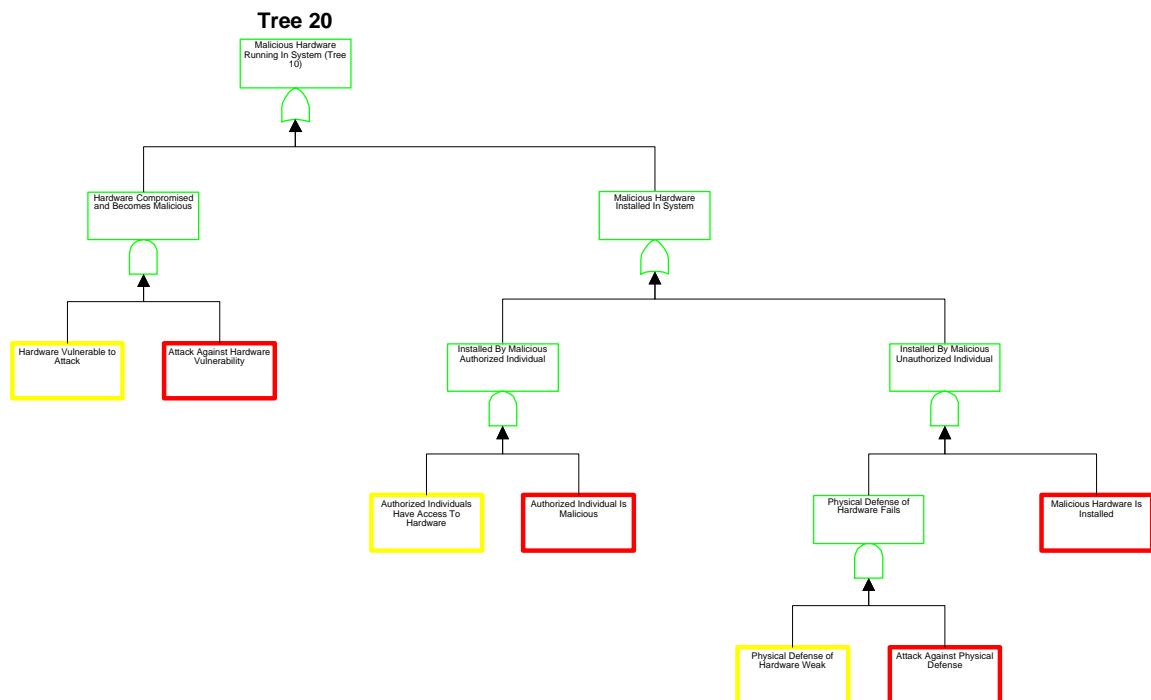 Tree 20
Malicious Hardware
Running In System (Tree
10)
Hardware Compromised
and Becomes Malicious
Malicious Hardware
Installed In System
Hardware Vulnerable to
Attack
Attack Against Hardware
Vulnerability
Installed By Malicious
Authorized Individual
Installed By Malicious
Unauthorized Individual
Authorized Individuals
Have Access To
Hardware
Authorized Individual Is
Malicious
Physical Defense of
Hardware Fails
Malicious Hardware Is
Installed
Physical Defense of
Hardware Weak
Attack Against Physical
Defense